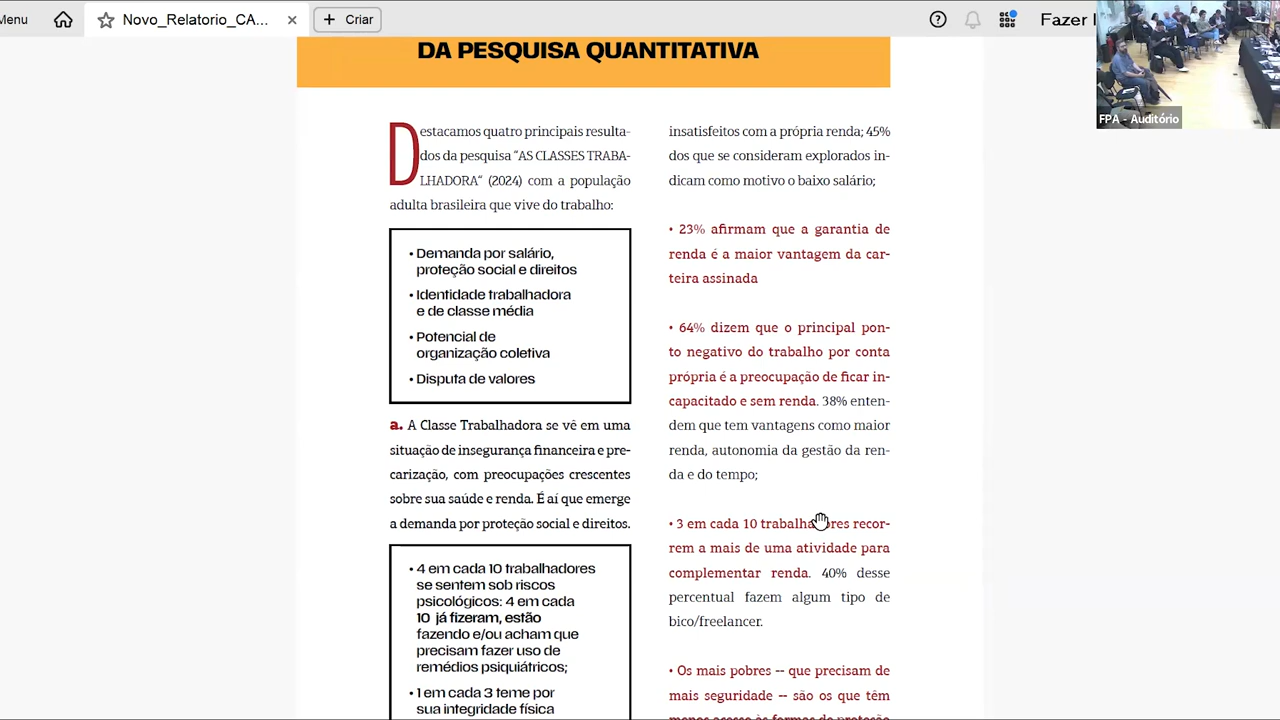 Menu
Novo_Relatorio_CA...
Criar
Fazer
FPA - Auditório
DA PESQUISA QUANTITATIVA
Destacamos quatro principais resulta-
dos da pesquisa "AS CLASSES TRABA-
LHADORA" (2024) com a população
adulta brasileira que vive do trabalho:
• Demanda por salário,
proteção social e direitos
• Identidade trabalhadora
e de classe média
• Potencial de
organização coletiva
• Disputa de valores
a. A Classe Trabalhadora se vê em uma
situação de insegurança financeira e pre-
carização, com preocupações crescentes
sobre sua saúde e renda. É aí que emerge
a demanda por proteção social e direitos.
• 4 em cada 10 trabalhadores
se sentem sob riscos
psicológicos: 4 em cada
10 já fizeram, estão
fazendo e/ou acham que
precisam fazer uso de
remédios psiquiátricos;
• 1 em cada 3 teme por
sua integridade física
insatisfeitos com a própria renda; 45%
dos que se consideram explorados in-
dicam como motivo o baixo salário;
• 23% afirmam que a garantia de
renda é a maior vantagem da car-
teira assinada
• 64% dizem que o principal pon-
to negativo do trabalho por conta
própria é a preocupação de ficar in-
capacitado e sem renda. 38% enten-
dem que tem vantagens como maior
renda, autonomia da gestão da ren-
da e do tempo;
• 3 em cada 10 trabalhadores recor-
rem a mais de uma atividade para
complementar renda. 40% desse
percentual fazem algum tipo de
bico/freelancer.
• Os mais pobres -- que precisam de
mais seguridade -- são os que têm
menos acesso às formas de proteção